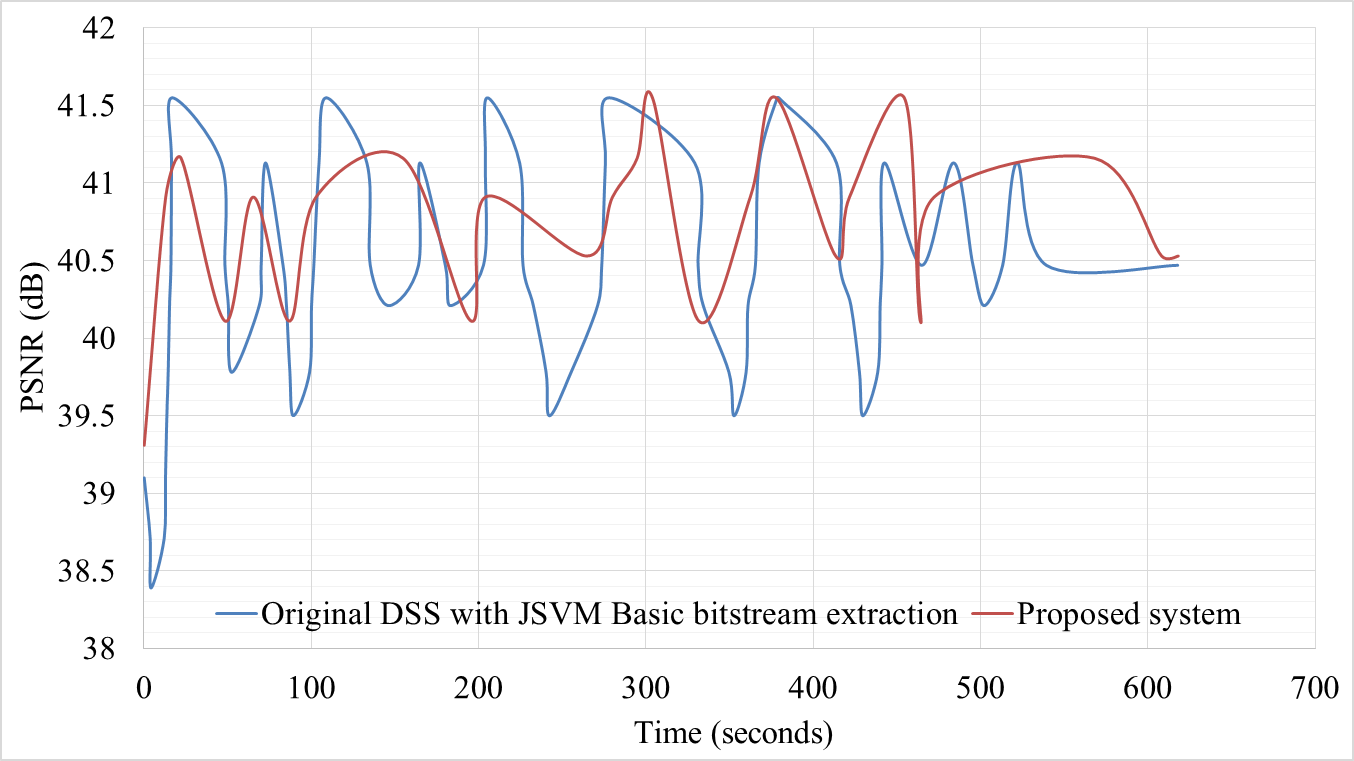 42
41.5
41
40.5
40
39.5
39
38.5
38
PSNR (dB)
Original DSS with JSVM Basic bitstream extraction Proposed system
0 100 200 300 400 500 600 700
Time (seconds)